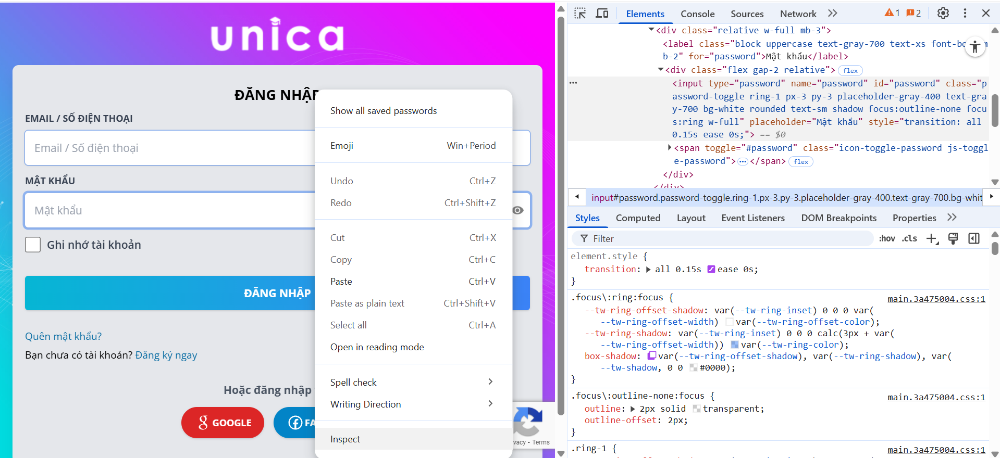 unica
ĐĂNG NHẬP
EMAIL / SỐ ĐIỆN THOẠI
Email / Số điện thoại
MẬT KHẨU
Mật khẩu
Ghi nhớ tài khoản
ĐĂNG NHẬP
Quên mật khẩu?
Bạn chưa có tài khoản? Đăng ký ngay
Hoặc đăng nhập
GOOGLE
FA
vacy - Terms
Show all saved passwords
Emoji Win+Period
Undo Ctrl+Z
Redo Ctrl+Shift+Z
Cut Ctrl+X
Copy Ctrl+C
Paste Ctrl+V
Paste as plain text Ctrl+Shift+V
Select all Ctrl+A
Open in reading mode
Spell check
Writing Direction
Inspect
Elements Console Sources Network 1 2
<div class="relative w-full mb-3">
<label class="block uppercase text-gray-700 text-xs font-bo m
b-2" for="password">Mật khẩu</label>
<div class="flex gap-2 relative"> flex
<input type="password" name="password" id="password" class="p
assword-toggle ring-1 px-3 py-3 placeholder-gray-400 text-gra
y-700 bg-white rounded text-sm shadow focus:outline-none focu
s:ring w-full" placeholder="Mật khẩu" style="transition: all
0.15s ease 0s;"> == $0
<span toggle="#password" class="icon-toggle-password js-toggl
e-password"> ••• </span> flex
</div>
</div>
input#password.password-toggle.ring-1.px-3.py-3.placeholder-gray-400.text-gray-700.bg-whit
Styles Computed Layout Event Listeners DOM Breakpoints Properties
Filter :hov .cls
element.style {
transition: all 0.15s ease 0s;
}
.focus\:ring:focus { main.3a475004.css:1
--tw-ring-offset-shadow: var(--tw-ring-inset) 0 0 0 var(
--tw-ring-offset-width) var(--tw-ring-offset-color);
--tw-ring-shadow: var(--tw-ring-inset) 0 0 0 calc(3px + var(
--tw-ring-offset-width)) var(--tw-ring-color);
box-shadow: var(--tw-ring-offset-shadow), var(--tw-ring-shadow), var(
--tw-shadow, 0 0 #0000);
}
.focus\:outline-none:focus { main.3a475004.css:1
outline: 2px solid transparent;
outline-offset: 2px;
}
.ring-1 { main.3a475004.css:1